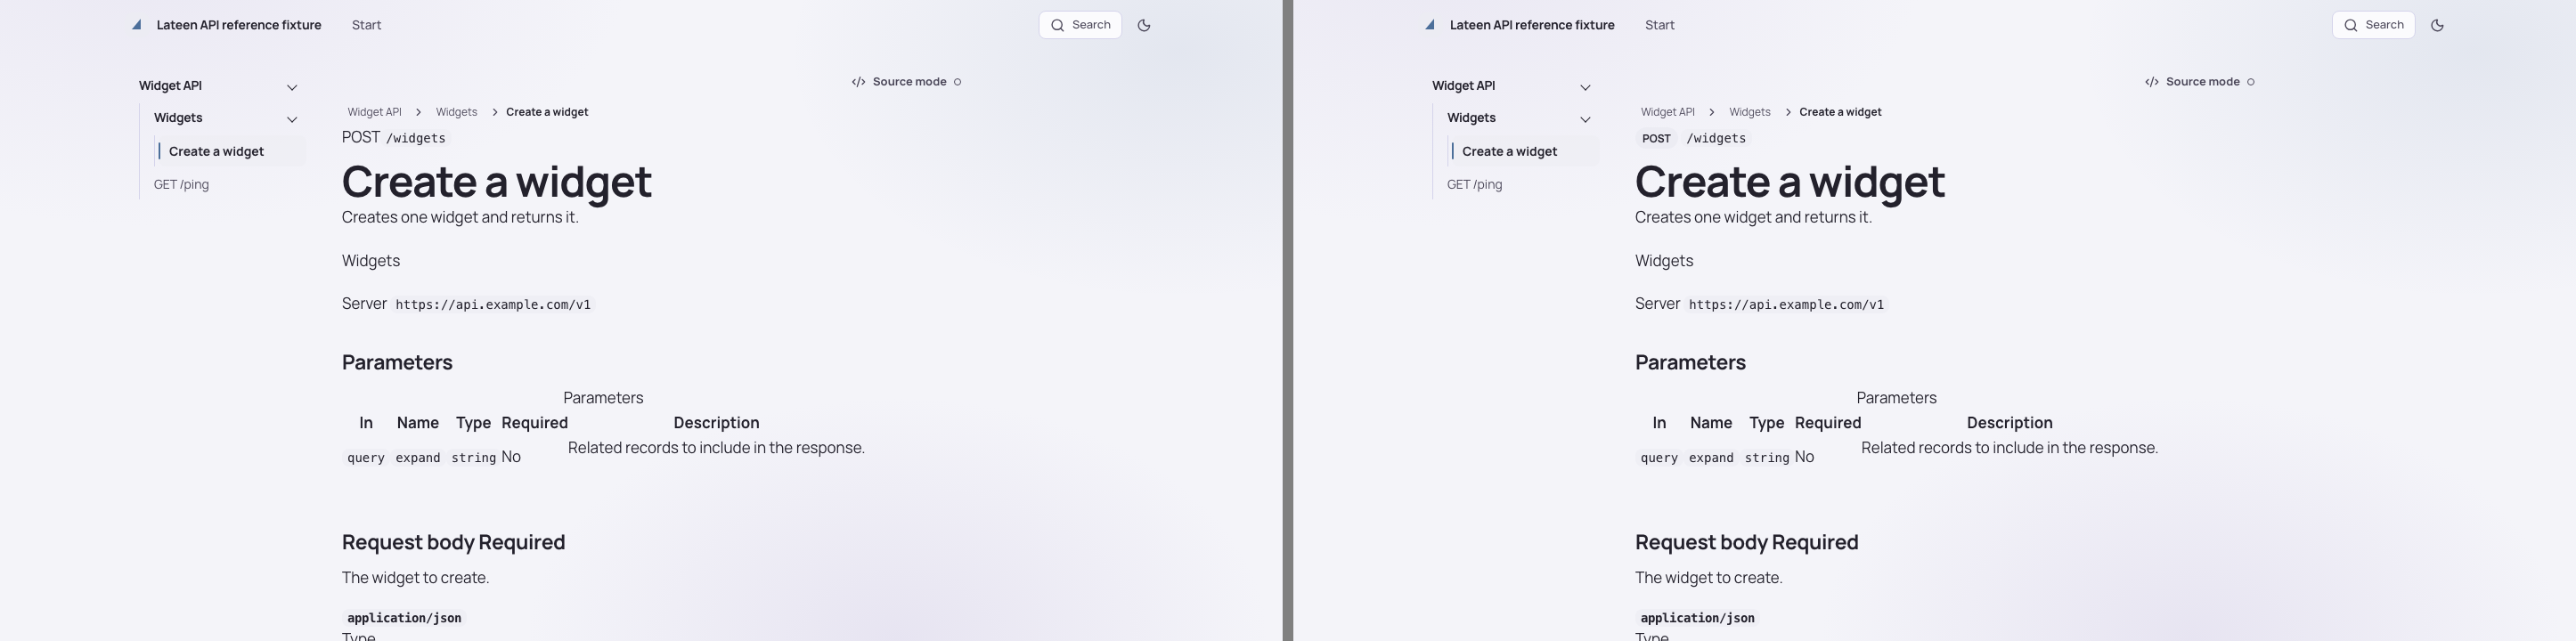 Lateen API reference fixture Start Search
Source mode
Widget API
Widgets
Create a widget
GET /ping
Widget API Widgets Create a widget
POST /widgets
Create a widget
Creates one widget and returns it.
Widgets
Server https://api.example.com/v1
Parameters
Parameters
In Name Type Required Description
query expand string No Related records to include in the response.
Request body Required
The widget to create.
application/json
Type
Lateen API reference fixture Start Search
Source mode
Widget API
Widgets
Create a widget
GET /ping
Widget API Widgets Create a widget
POST /widgets
Create a widget
Creates one widget and returns it.
Widgets
Server https://api.example.com/v1
Parameters
Parameters
In Name Type Required Description
query expand string No Related records to include in the response.
Request body Required
The widget to create.
application/json
Type